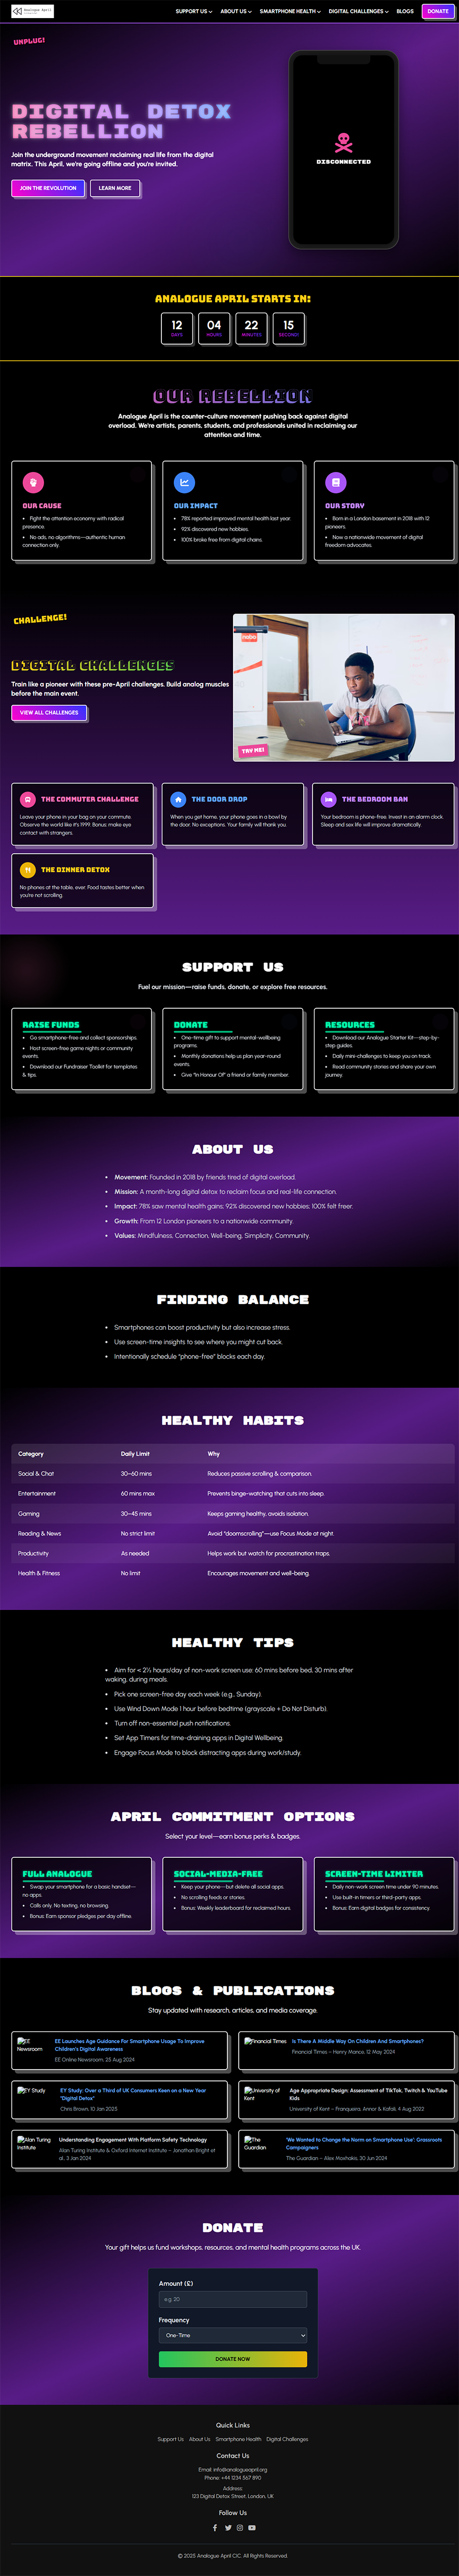 Analogue April
SUPPORT US
ABOUT US
SMARTPHONE HEALTH
DIGITAL CHALLENGES
BLOGS
DONATE
UNPLUG!
DIGITAL DETOX
REBELLION
Join the underground movement reclaiming real life from the digital
matrix. This April, we're going offline and you're invited.
JOIN THE REVOLUTION
LEARN MORE
DISCONNECTED
ANALOGUE APRIL STARTS IN:
12
DAYS
04
HOURS
22
MINUTES
15
SECONDS
OUR REBELLION
Analogue April is the counter-culture movement pushing back against digital
overload. We're artists, parents, students, and professionals united in reclaiming our
attention and time.
OUR CAUSE
• Fight the attention economy with radical
presence.
• No ads, no algorithms—authentic human
connection only.
OUR IMPACT
• 78% reported improved mental health last year.
• 92% discovered new hobbies.
• 100% broke free from digital chains.
OUR STORY
• Born in a London basement in 2018 with 12
pioneers.
• Now a nationwide movement of digital
freedom advocates.
CHALLENGE!
DIGITAL CHALLENGES
Train like a pioneer with these pre-April challenges. Build analog muscles
before the main event.
VIEW ALL CHALLENGES
TRY ME!
THE COMMUTER CHALLENGE
Leave your phone in your bag on your commute.
Observe the world like it's 1999. Bonus: make eye
contact with strangers.
THE DOOR DROP
When you get home, your phone goes in a bowl by
the door. No exceptions. Your family will thank you.
THE BEDROOM BAN
Your bedroom is phone-free. Invest in an alarm clock.
Sleep and sex life will improve dramatically.
THE DINNER DETOX
No phones at the table, ever. Food tastes better when
you're not scrolling.
SUPPORT US
Fuel our mission—raise funds, donate, or explore free resources.
RAISE FUNDS
• Go smartphone-free and collect sponsorships.
• Host screen-free game nights or community
events.
• Download our Fundraiser Toolkit for templates
& tips.
DONATE
• One-time gift to support mental-wellbeing
programs.
• Monthly donations help us plan year-round
events.
• Give "In Honour Of" a friend or family member.
RESOURCES
• Download our Analogue Starter Kit—step-by-
step guides.
• Daily mini-challenges to keep you on track.
• Read community stories and share your own
journey.
ABOUT US
• Movement: Founded in 2018 by friends tired of digital overload.
• Mission: A month-long digital detox to reclaim focus and real-life connection.
• Impact: 78% saw mental health gains; 92% discovered new hobbies; 100% felt freer.
• Growth: From 12 London pioneers to a nationwide community.
• Values: Mindfulness, Connection, Well-being, Simplicity, Community.
FINDING BALANCE
• Smartphones can boost productivity but also increase stress.
• Use screen-time insights to see where you might cut back.
• Intentionally schedule "phone-free" blocks each day.
HEALTHY HABITS
Category Daily Limit Why
Social & Chat 30–60 mins Reduces passive scrolling & comparison.
Entertainment 60 mins max Prevents binge-watching that cuts into sleep.
Gaming 30–45 mins Keeps gaming healthy, avoids isolation.
Reading & News No strict limit Avoid "doomscrolling"—use Focus Mode at night.
Productivity As needed Helps work but watch for procrastination traps.
Health & Fitness No limit Encourages movement and well-being.
HEALTHY TIPS
• Aim for < 2½ hours/day of non-work screen use: 60 mins before bed, 30 mins after
waking, during meals.
• Pick one screen-free day each week (e.g., Sunday).
• Use Wind Down Mode 1 hour before bedtime (grayscale + Do Not Disturb).
• Turn off non-essential push notifications.
• Set App Timers for time-draining apps in Digital Wellbeing.
• Engage Focus Mode to block distracting apps during work/study.
APRIL COMMITMENT OPTIONS
Select your level—earn bonus perks & badges.
FULL ANALOGUE
• Swap your smartphone for a basic handset—
no apps.
• Calls only. No texting, no browsing.
• Bonus: Earn sponsor pledges per day offline.
SOCIAL-MEDIA-FREE
• Keep your phone—but delete all social apps.
• No scrolling feeds or stories.
• Bonus: Weekly leaderboard for reclaimed hours.
SCREEN-TIME LIMITER
• Daily non-work screen time under 90 minutes.
• Use built-in timers or third-party apps.
• Bonus: Earn digital badges for consistency.
BLOGS & PUBLICATIONS
Stay updated with research, articles, and media coverage.
EE
Newsroom
EE Launches Age Guidance For Smartphone Usage To Improve
Children's Digital Awareness
EE Online Newsroom, 25 Aug 2024
Financial Times
Is There A Middle Way On Children And Smartphones?
Financial Times – Henry Mance, 12 May 2024
EY Study
EY Study: Over a Third of UK Consumers Keen on a New Year
"Digital Detox"
Chris Brown, 10 Jan 2023
University of
Kent
Age Appropriate Design: Assessment of TikTok, Twitch & YouTube
Kids
University of Kent – Franqueira, Annor & Kafali, 4 Aug 2022
Alan Turing
Institute
Understanding Engagement With Platform Safety Technology
Alan Turing Institute & Oxford Internet Institute – Jonathan Bright et
al., 3 Jan 2024
The
Guardian
'We Wanted to Change the Norm on Smartphone Use': Grassroots
Campaigners
The Guardian – Alex Moshakis, 30 Jun 2024
DONATE
Your gift helps us fund workshops, resources, and mental health programs across the UK.
Amount (£)
e.g. 20
Frequency
One-Time
DONATE NOW
Quick Links
Support Us About Us Smartphone Health Digital Challenges
Contact Us
Email: info@analogueapril.org
Phone: +44 1234 567 890
Address:
123 Digital Detox Street, London, UK
Follow Us
© 2025 Analogue April CIC. All Rights Reserved.